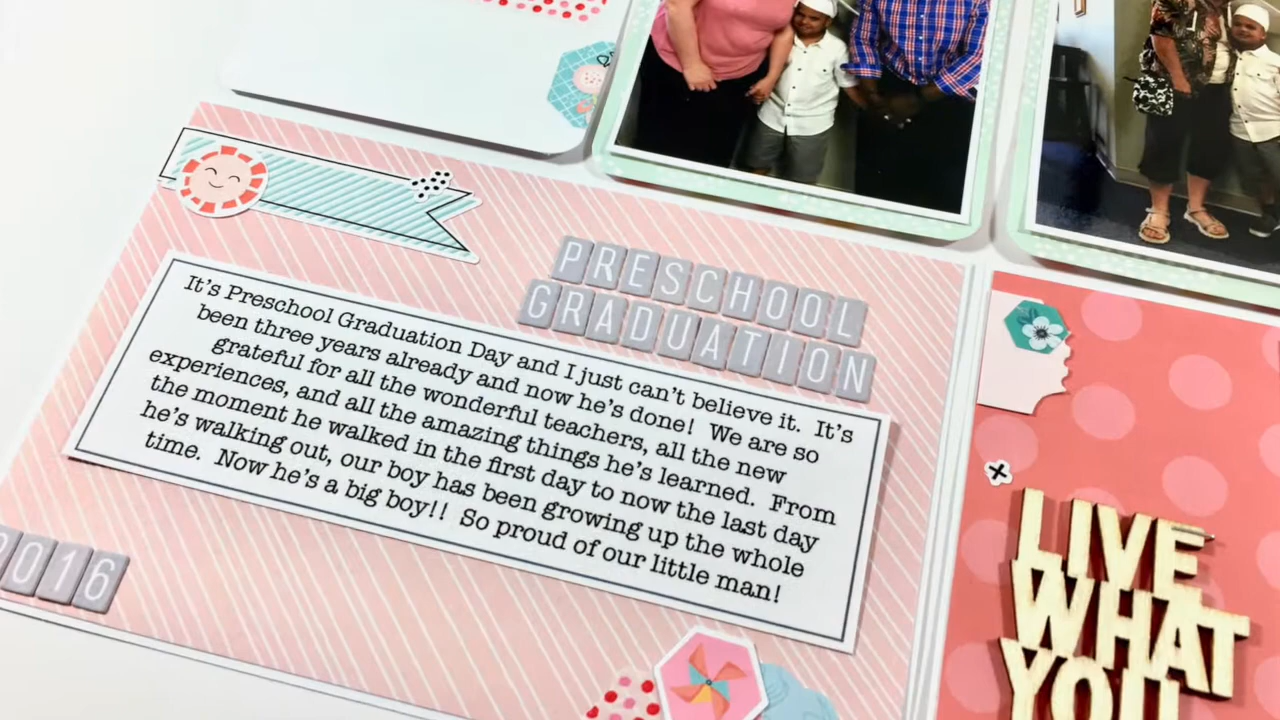 PRESCHOOL
GRADUATION
It's Preschool Graduation Day and I just can't believe it. It's
been three years already and now he's done! We are so
grateful for all the wonderful teachers, all the new
experiences, and all the amazing things he's learned. From
the moment he walked in the first day to now the last day
he's walking out, our boy has been growing up the whole
time. Now he's a big boy!! So proud of our little man!
2016
LIVE
WHAT
YOU